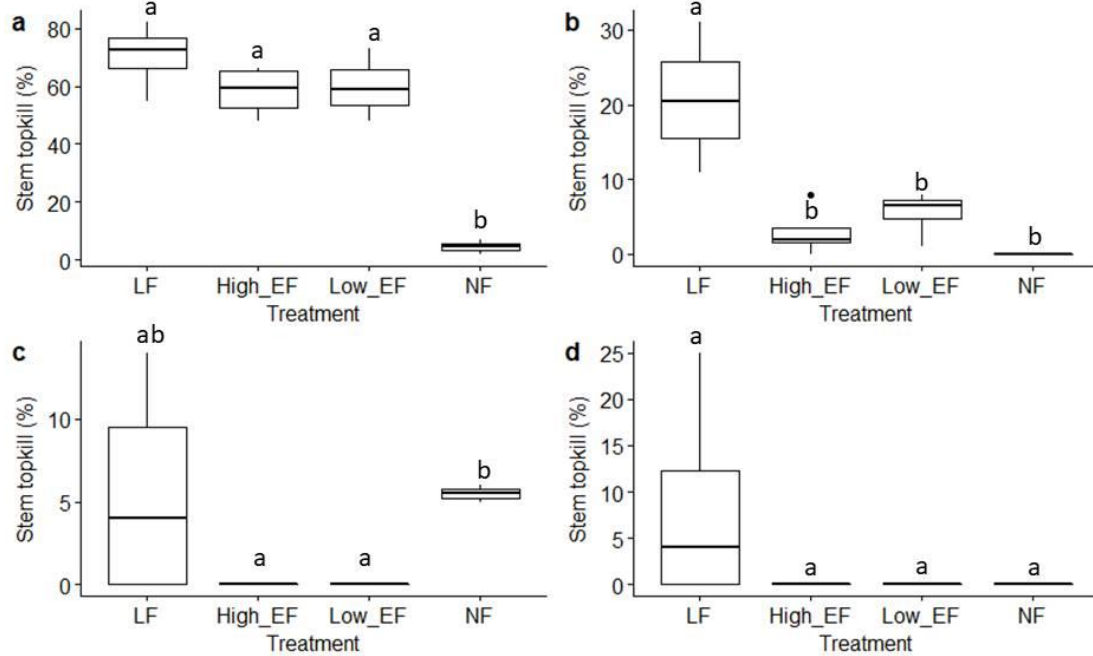 a
Stem topkill (%)
80
60
40
20
0
a
a
a
b
LF
High_EF
Low_EF
NF
Treatment
b
Stem topkill (%)
30
20
10
0
a
b
b
b
LF
High_EF
Low_EF
NF
Treatment
c
Stem topkill (%)
10
5
0
ab
a
a
b
LF
High_EF
Low_EF
NF
Treatment
d
Stem topkill (%)
25
20
15
10
5
0
a
a
a
a
LF
High_EF
Low_EF
NF
Treatment